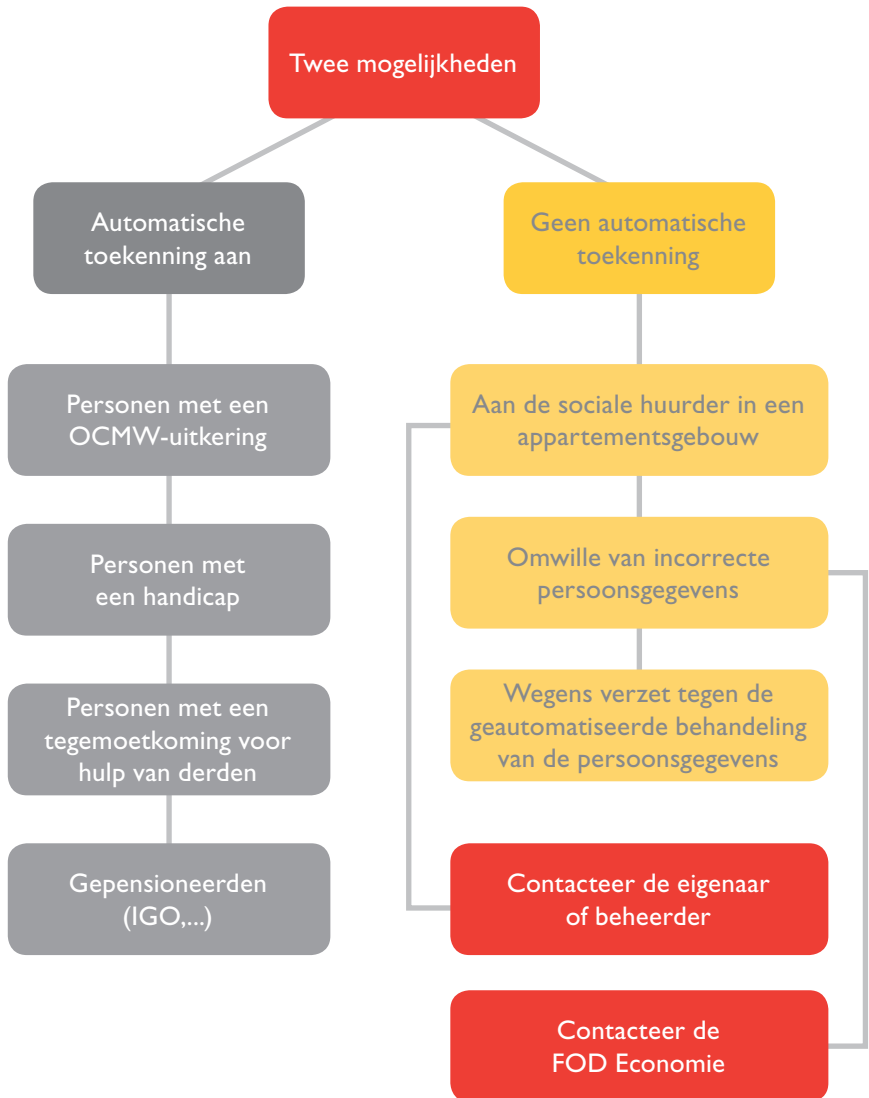 Twee mogelijkheden
Automatische
toekenning aan
Personen met een
OCMW-uitkering
Personen met
een handicap
Personen met een
tegemoetkoming voor
hulp van derden
Gepensioneerden
(IGO,...)
Geen automatische
toekenning
Aan de sociale huurder in een
appartementsgebouw
Omwille van incorrecte
persoonsgegevens
Wegens verzet tegen de
geautomatiseerde behandeling
van de persoonsgegevens
Contacteer de eigenaar
of beheerder
Contacteer de
FOD Economie